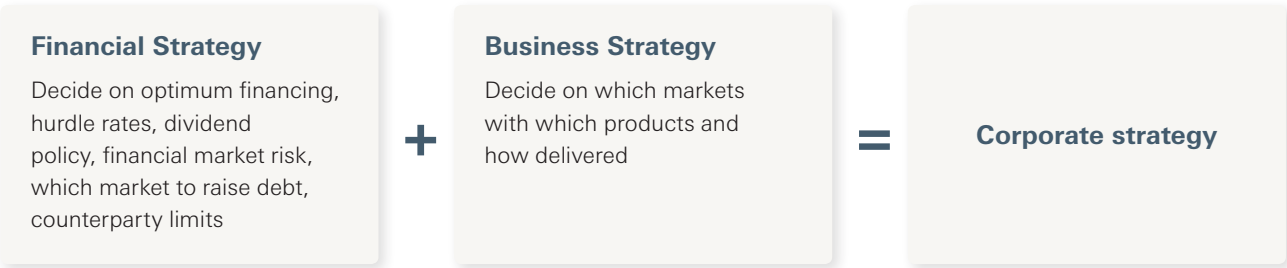 Financial Strategy
Decide on optimum financing,
hurdle rates, dividend
policy, financial market risk,
which market to raise debt,
counterparty limits
+
Business Strategy
Decide on which markets
with which products and
how delivered
=
Corporate strategy